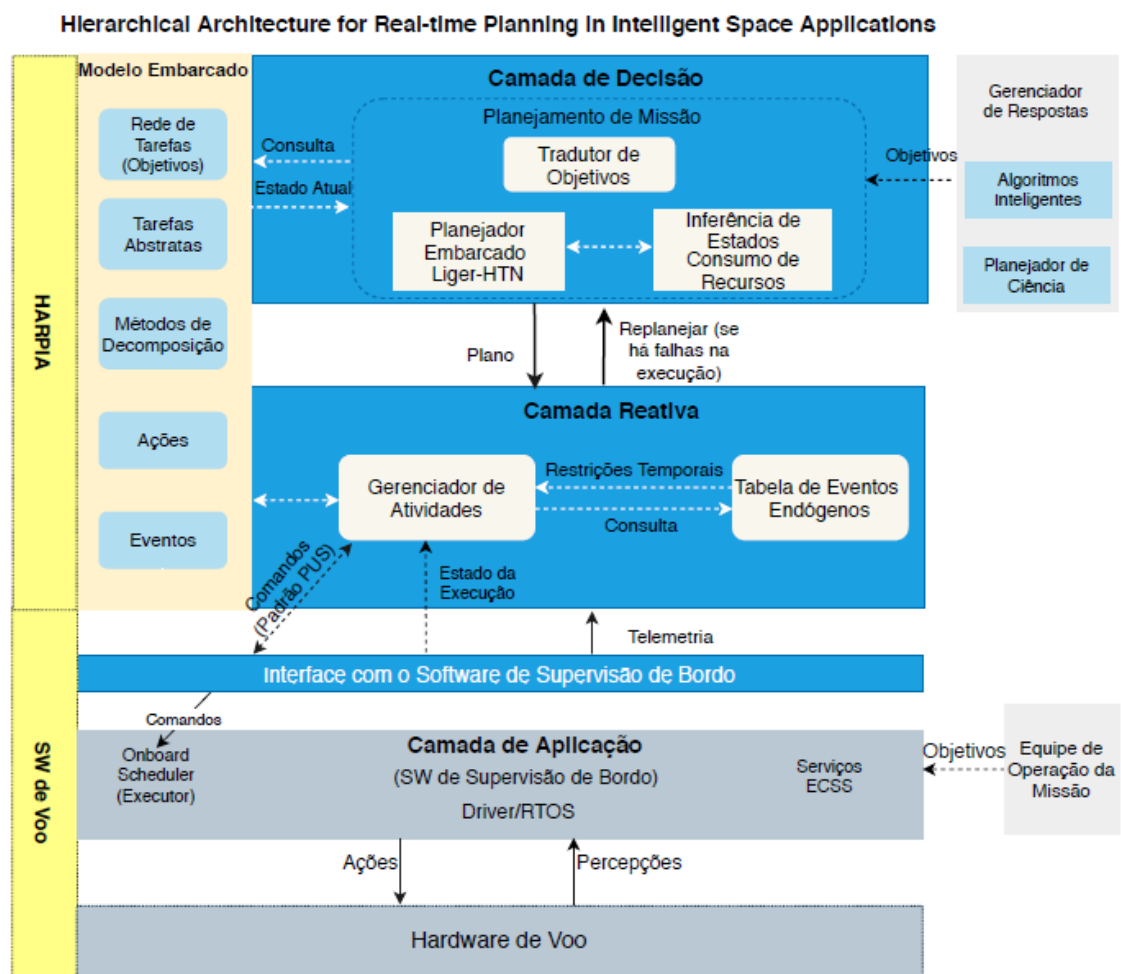 Hierarchical Architecture for Real-time Planning in Intelligent Space Applications
HARPIA
Modelo Embarcado
Rede de
Tarefas
(Objetivos)
Tarefas
Abstratas
Métodos de
Decomposição
Ações
Eventos
Camada de Decisão
Planejamento de Missão
Consulta
Estado Atual
Tradutor de
Objetivos
Planejador
Embarcado
Liger-HTN
Inferência de
Estados
Consumo de
Recursos
Objetivos
Gerenciador
de Respostas
Algoritmos
Inteligentes
Planejador de
Ciência
Plano
Replanejar (se
há falhas na
execução)
Camada Reativa
Gerenciador de
Atividades
Restrições Temporais
Consulta
Tabela de Eventos
Endógenos
Comandos
(Padrão PUS)
Estado da
Execução
Telemetria
SW de Voo
Interface com o Software de Supervisão de Bordo
Comandos
Onboard
Scheduler
(Executor)
Camada de Aplicação
(SW de Supervisão de Bordo)
Driver/RTOS
Serviços
ECSS
Objetivos
Equipe de
Operação da
Missão
Ações
Percepções
Hardware de Voo